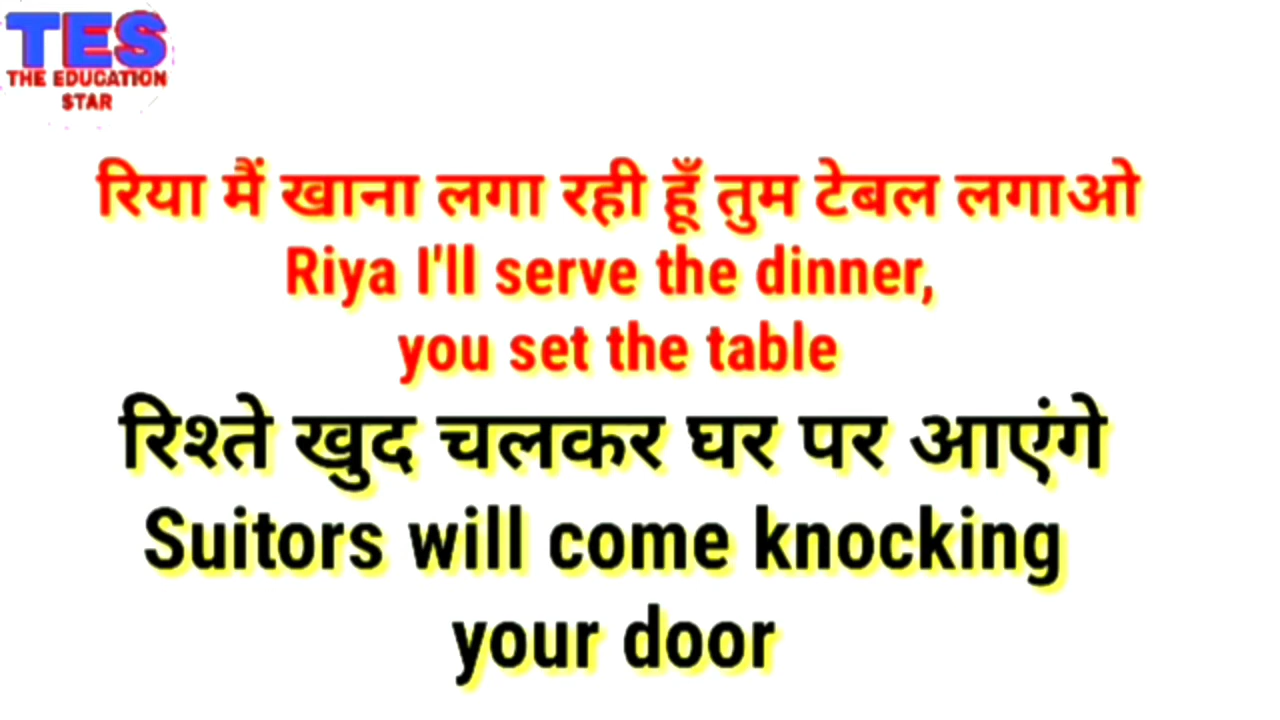 TES
THE EDUCATION
STAR
रिया मैं खाना लगा रही हूँ तुम टेबल लगाओ
Riya I'll serve the dinner,
you set the table
रिश्ते खुद चलकर घर पर आएंगे
Suitors will come knocking
your door